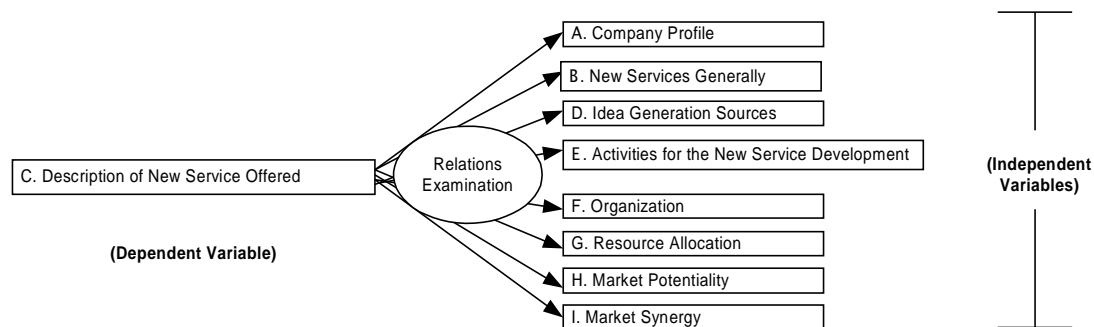 A. Company Profile
B. New Services Generally
D. Idea Generation Sources
E. Activities for the New Service Development
Relations
Examination
C. Description of New Service Offered
(Independent
Variables)
F. Organization
(Dependent Variable)
G. Resource Allocation
H. Market Potentiality
I. Market Synergy